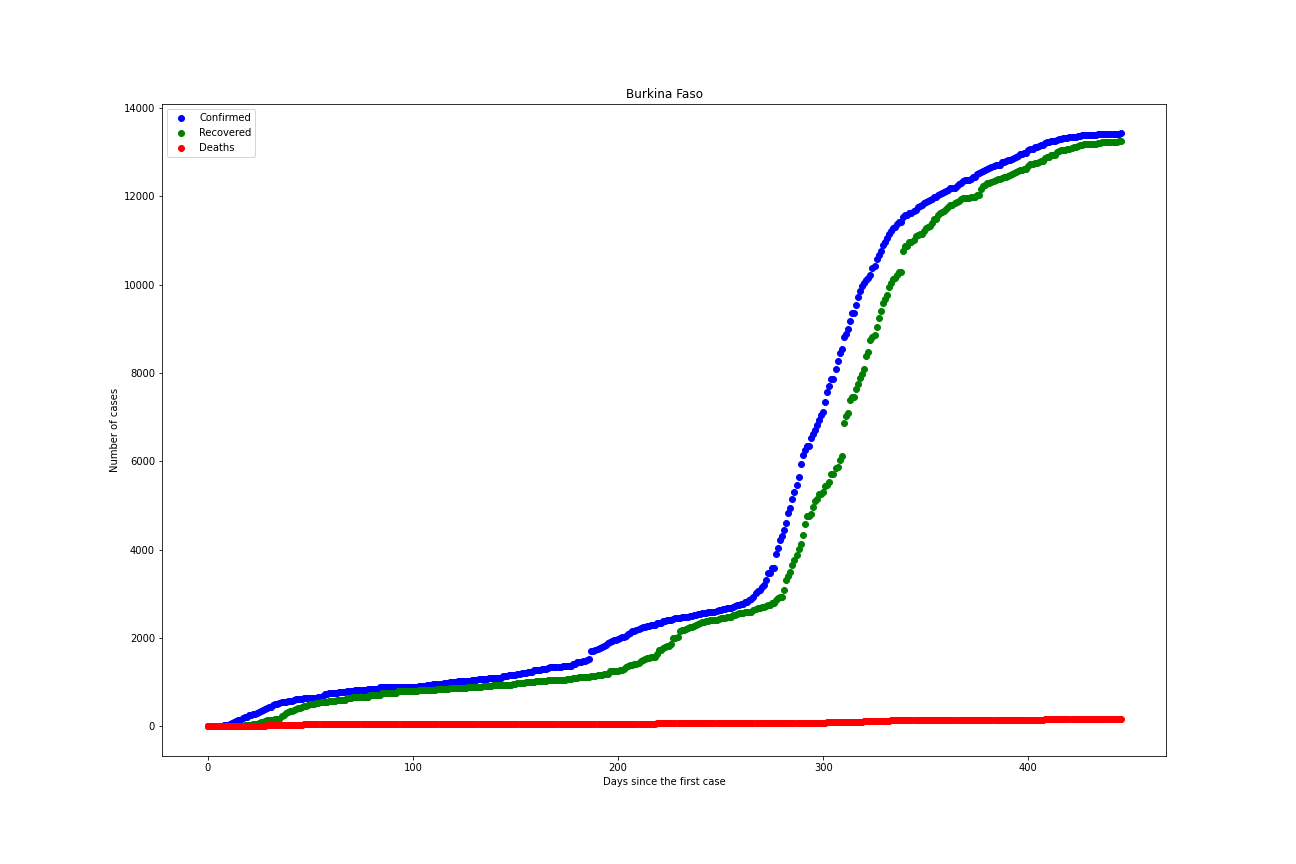 Burkina Faso
Confirmed
Recovered
Deaths
14000
12000
10000
8000
6000
4000
2000
0
Number of cases
0 100 200 300 400
Days since the first case